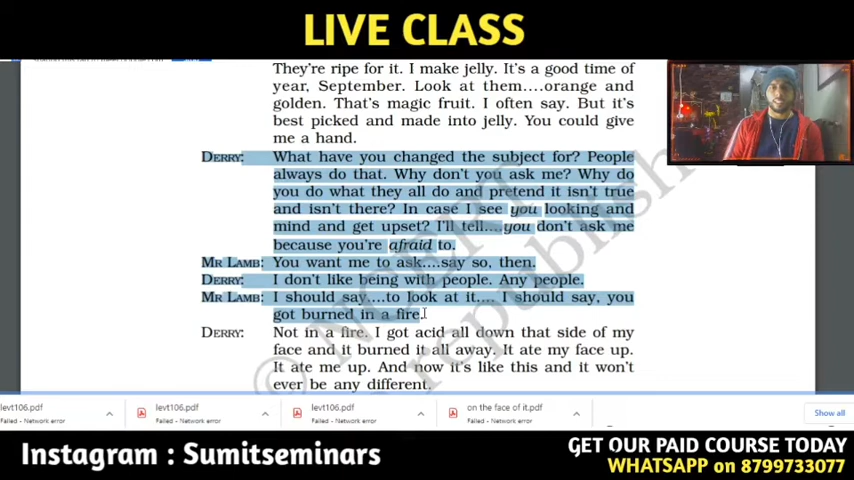 LIVE CLASS
They're ripe for it. I make jelly. It's a good time of
year, September. Look at them....orange and
golden. That's magic fruit. I often say. But it's
best picked and made into jelly. You could give
me a hand.
DERRY: What have you changed the subject for? People
always do that. Why don't you ask me? Why do
you do what they all do and pretend it isn't true
and isn't there? In case I see you looking and
mind and get upset? I'll tell....you don't ask me
because you're afraid to.
MR LAMB: You want me to ask....say so, then.
DERRY: I don't like being with people. Any people.
MR LAMB: I should say....to look at it.... I should say, you
got burned in a fire.
DERRY: Not in a fire. I got acid all down that side of my
face and it burned it all away. It ate my face up.
It ate me up. And now it's like this and it won't
ever be any different.
© NCERT
republish
levt106.pdf levt106.pdf levt106.pdf on the face of it.pdf Show all
Failed - Network error Failed - Network error Failed - Network error Failed - Network error
Instagram : Sumitseminars
GET OUR PAID COURSE TODAY
WHATSAPP on 8799733077